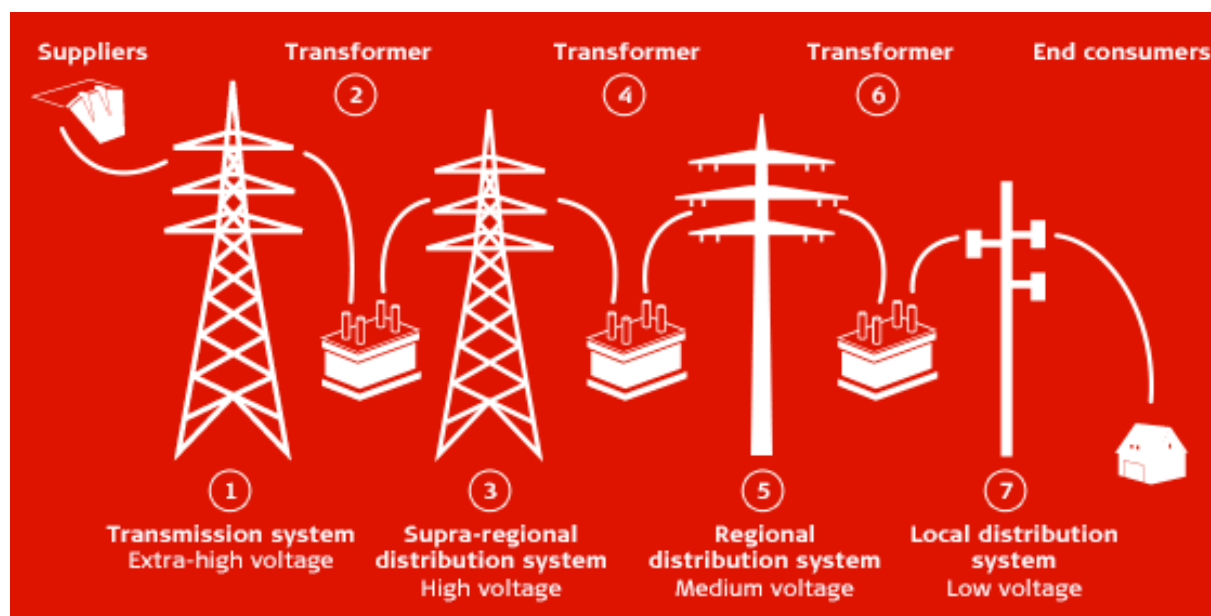 Suppliers
Transformer
Transformer
Transformer
End consumers
2
4
6
1
3
5
7
Transmission system
Extra-high voltage
Supra-regional
distribution system
High voltage
Regional
distribution system
Medium voltage
Local distribution
system
Low voltage